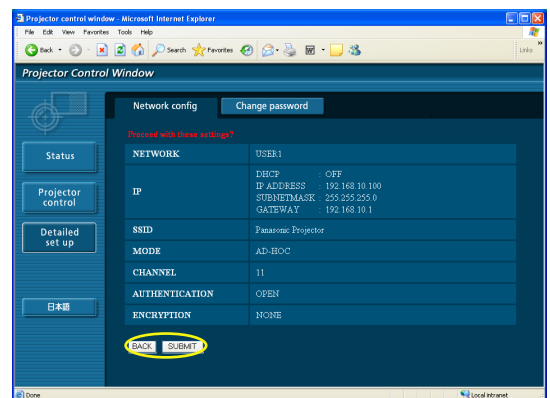 Projector control window - Microsoft Internet Explorer
File Edit View Favorites Tools Help
Back Search Favorites Links
Projector Control Window
Network config Change password
Proceed with these settings?
Status
Projector control
Detailed set up
日本語
NETWORK USER1
IP
DHCP : OFF
IP ADDRESS : 192.168.10.100
SUBNETMASK : 255.255.255.0
GATEWAY : 192.168.10.1
SSID Panasonic Projector
MODE AD-HOC
CHANNEL 11
AUTHENTICATION OPEN
ENCRYPTION NONE
BACK SUBMIT
Done Local intranet